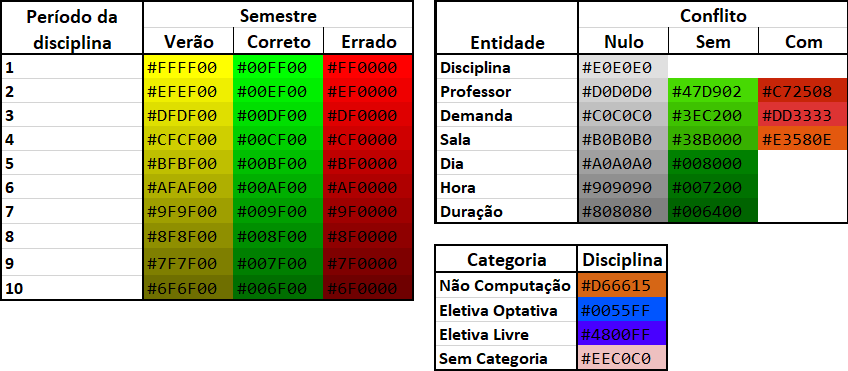 Período da disciplina Semestre
Verão Correto Errado
1 #FFFF00 #00FF00 #FF0000
2 #EFEF00 #00EF00 #EF0000
3 #DFDF00 #00DF00 #DF0000
4 #CFCF00 #00CF00 #CF0000
5 #BFBF00 #00BF00 #BF0000
6 #AFAF00 #00AF00 #AF0000
7 #9F9F00 #009F00 #9F0000
8 #8F8F00 #008F00 #8F0000
9 #7F7F00 #007F00 #7F0000
10 #6F6F00 #006F00 #6F0000
Conflito
Entidade Nulo Sem Com
Disciplina #E0E0E0
Professor #D0D0D0 #47D902 #C72508
Demanda #C0C0C0 #3EC200 #DD3333
Sala #B0B0B0 #38B000 #E3580E
Dia #A0A0A0 #008000
Hora #909090 #007200
Duração #808080 #006400
Categoria Disciplina
Não Computação #D66615
Eletiva Optativa #0055FF
Eletiva Livre #4800FF
Sem Categoria #EEC0C0